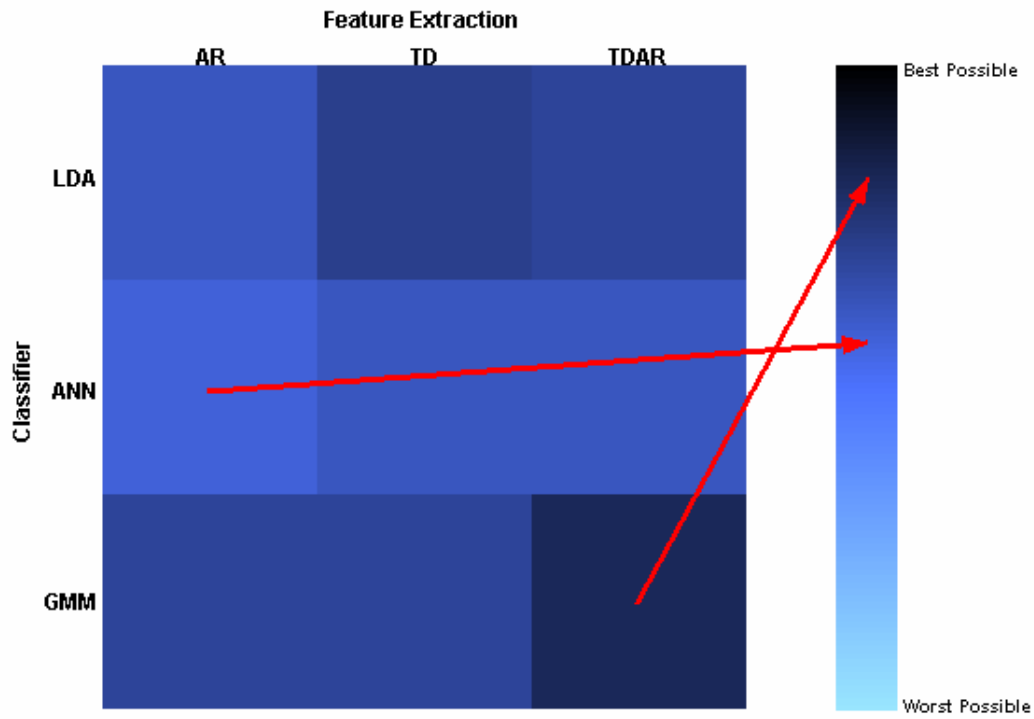 Feature Extraction
AR TD TDAR
Best Possible
LDA
Classifier
ANN
GMM
Worst Possible